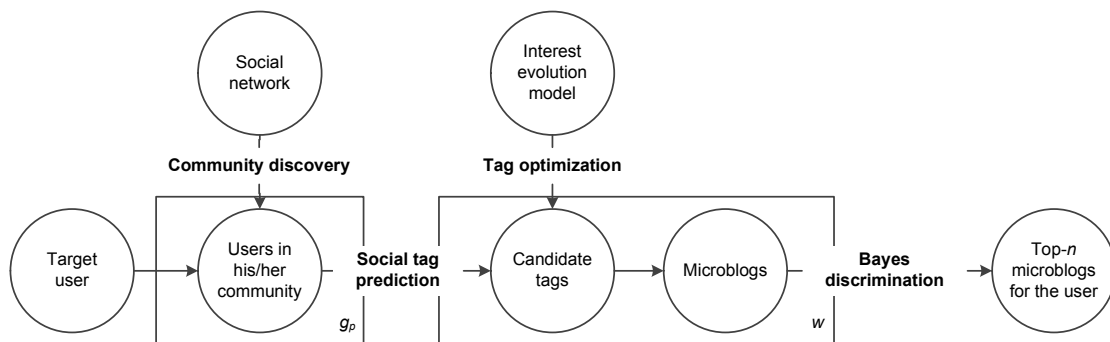 Social
network
Interest
evolution
model
Community discovery
Tag optimization
Target
user
Users in
his/her
community
Social tag
prediction
Candidate
tags
Microblogs
Bayes
discrimination
Top-n
microblogs
for the user
gp
w